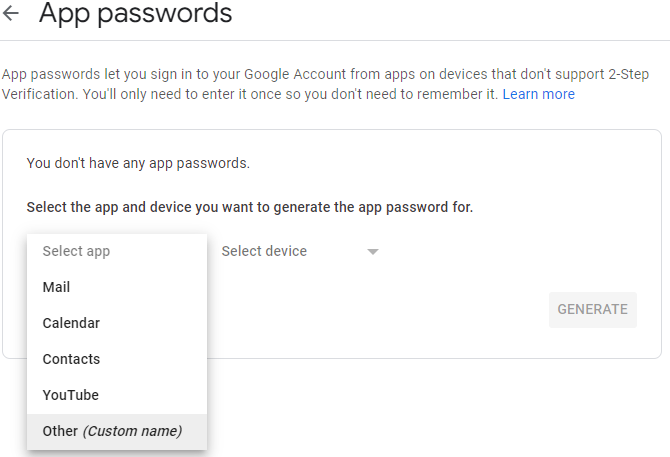 App passwords
App passwords let you sign in to your Google Account from apps on devices that don't support 2-Step
Verification. You'll only need to enter it once so you don't need to remember it. Learn more
You don't have any app passwords.
Select the app and device you want to generate the app password for.
Select app
Select device
Mail
Calendar
Contacts
YouTube
Other (Custom name)
GENERATE